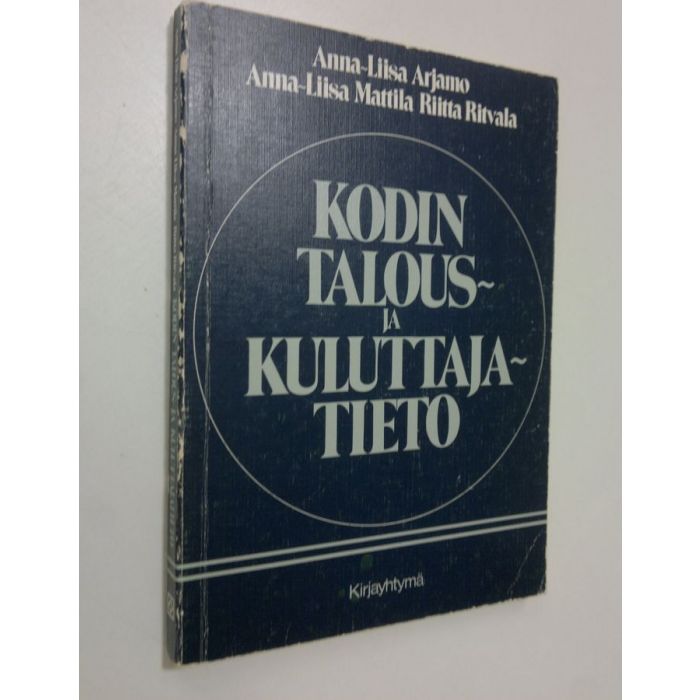 Anna~Liisa Arjamo
Anna~Liisa Mattila Riitta Ritvala
KODIN
TALOUS~
JA
KULUTTAJA~
TIETO
Kirjayhtymä